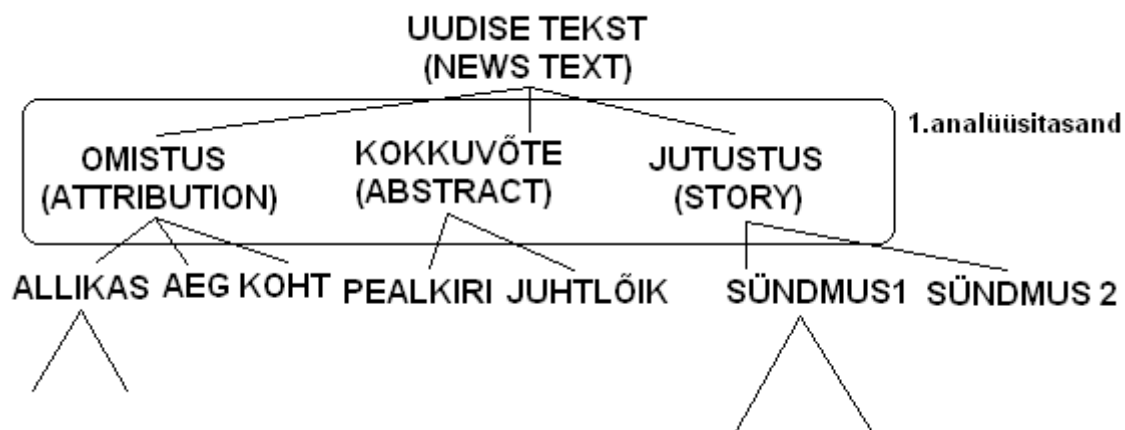 UUDISE TEKST
(NEWS TEXT)
1.analüüsitasand
OMISTUS
(ATTRIBUTION)
KOKKUVÕTE
(ABSTRACT)
JUTUSTUS
(STORY)
ALLIKAS AEG KOHT PEALKIRI JUHTLÕIK SÜNDMUS1 SÜNDMUS 2